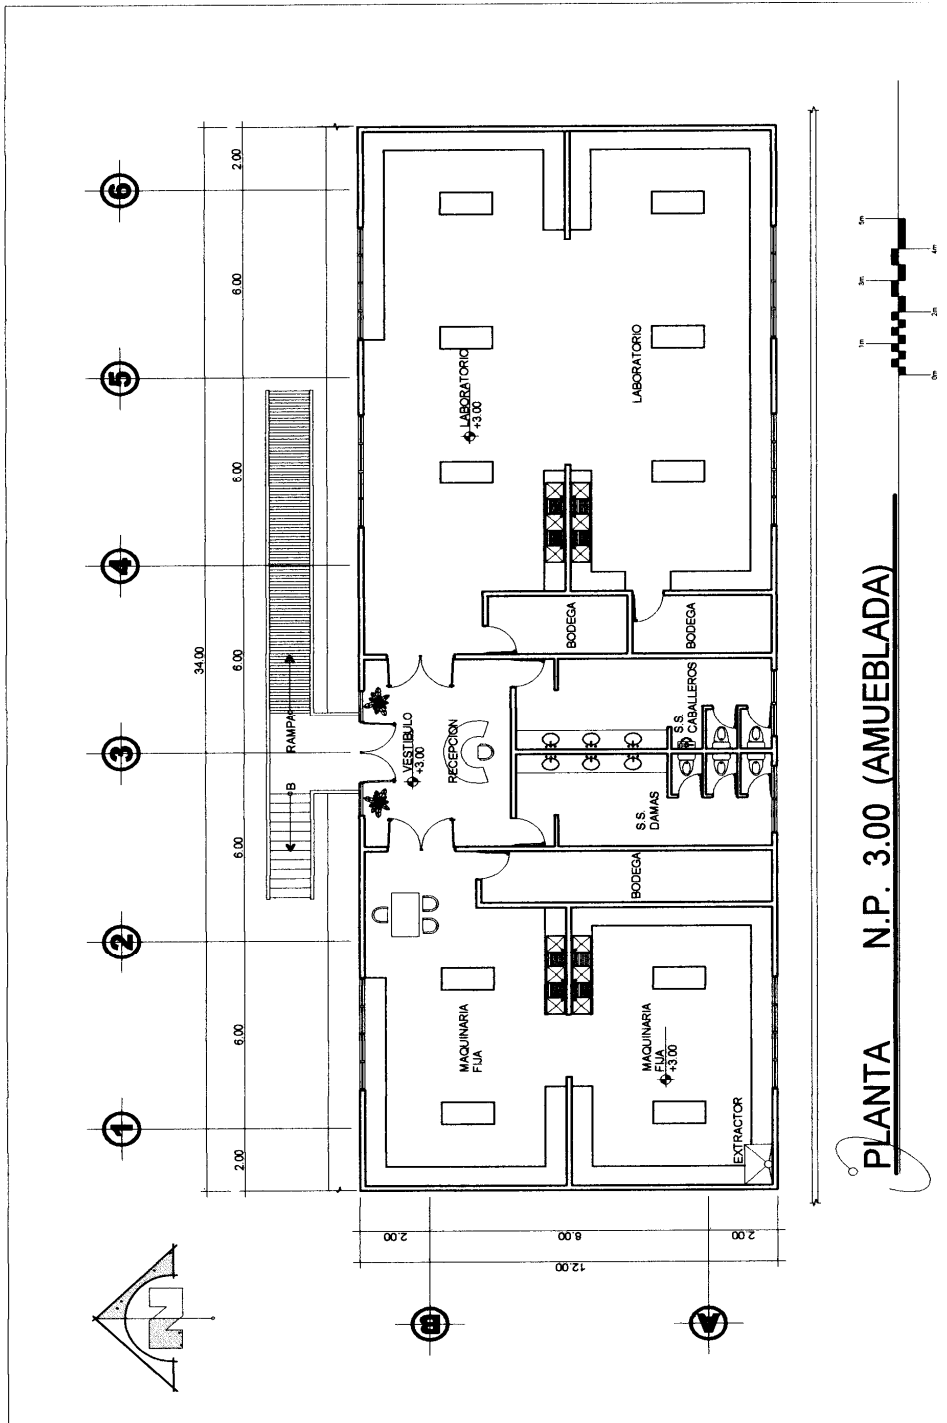 N
1 2 3 4 5 6
34.00
2.00 6.00 6.00 6.00 6.00 6.00 2.00
B RAMPA
B
2.00
8.00
12.00
A
2.00
VESTIBULO
+3.00
RECEPCION
MAQUINARIA
FIJA
LABORATORIO
+3.00
BODEGA
BODEGA
S.S.
DAMAS
S.S.
CABALLEROS
BODEGA
LABORATORIO
MAQUINARIA
FIJA
+3.00
EXTRACTOR
PLANTA N.P. 3.00 (AMUEBLADA)
1m 3m 5m
0m 2m 4m